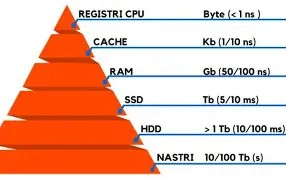 REGISTRI CPU Byte (< 1 ns )
CACHE Kb (1/10 ns)
RAM Gb (50/100 ns)
SSD Tb (5/10 ms)
HDD > 1 Tb (10/100 ms)
NASTRI 10/100 Tb (s)